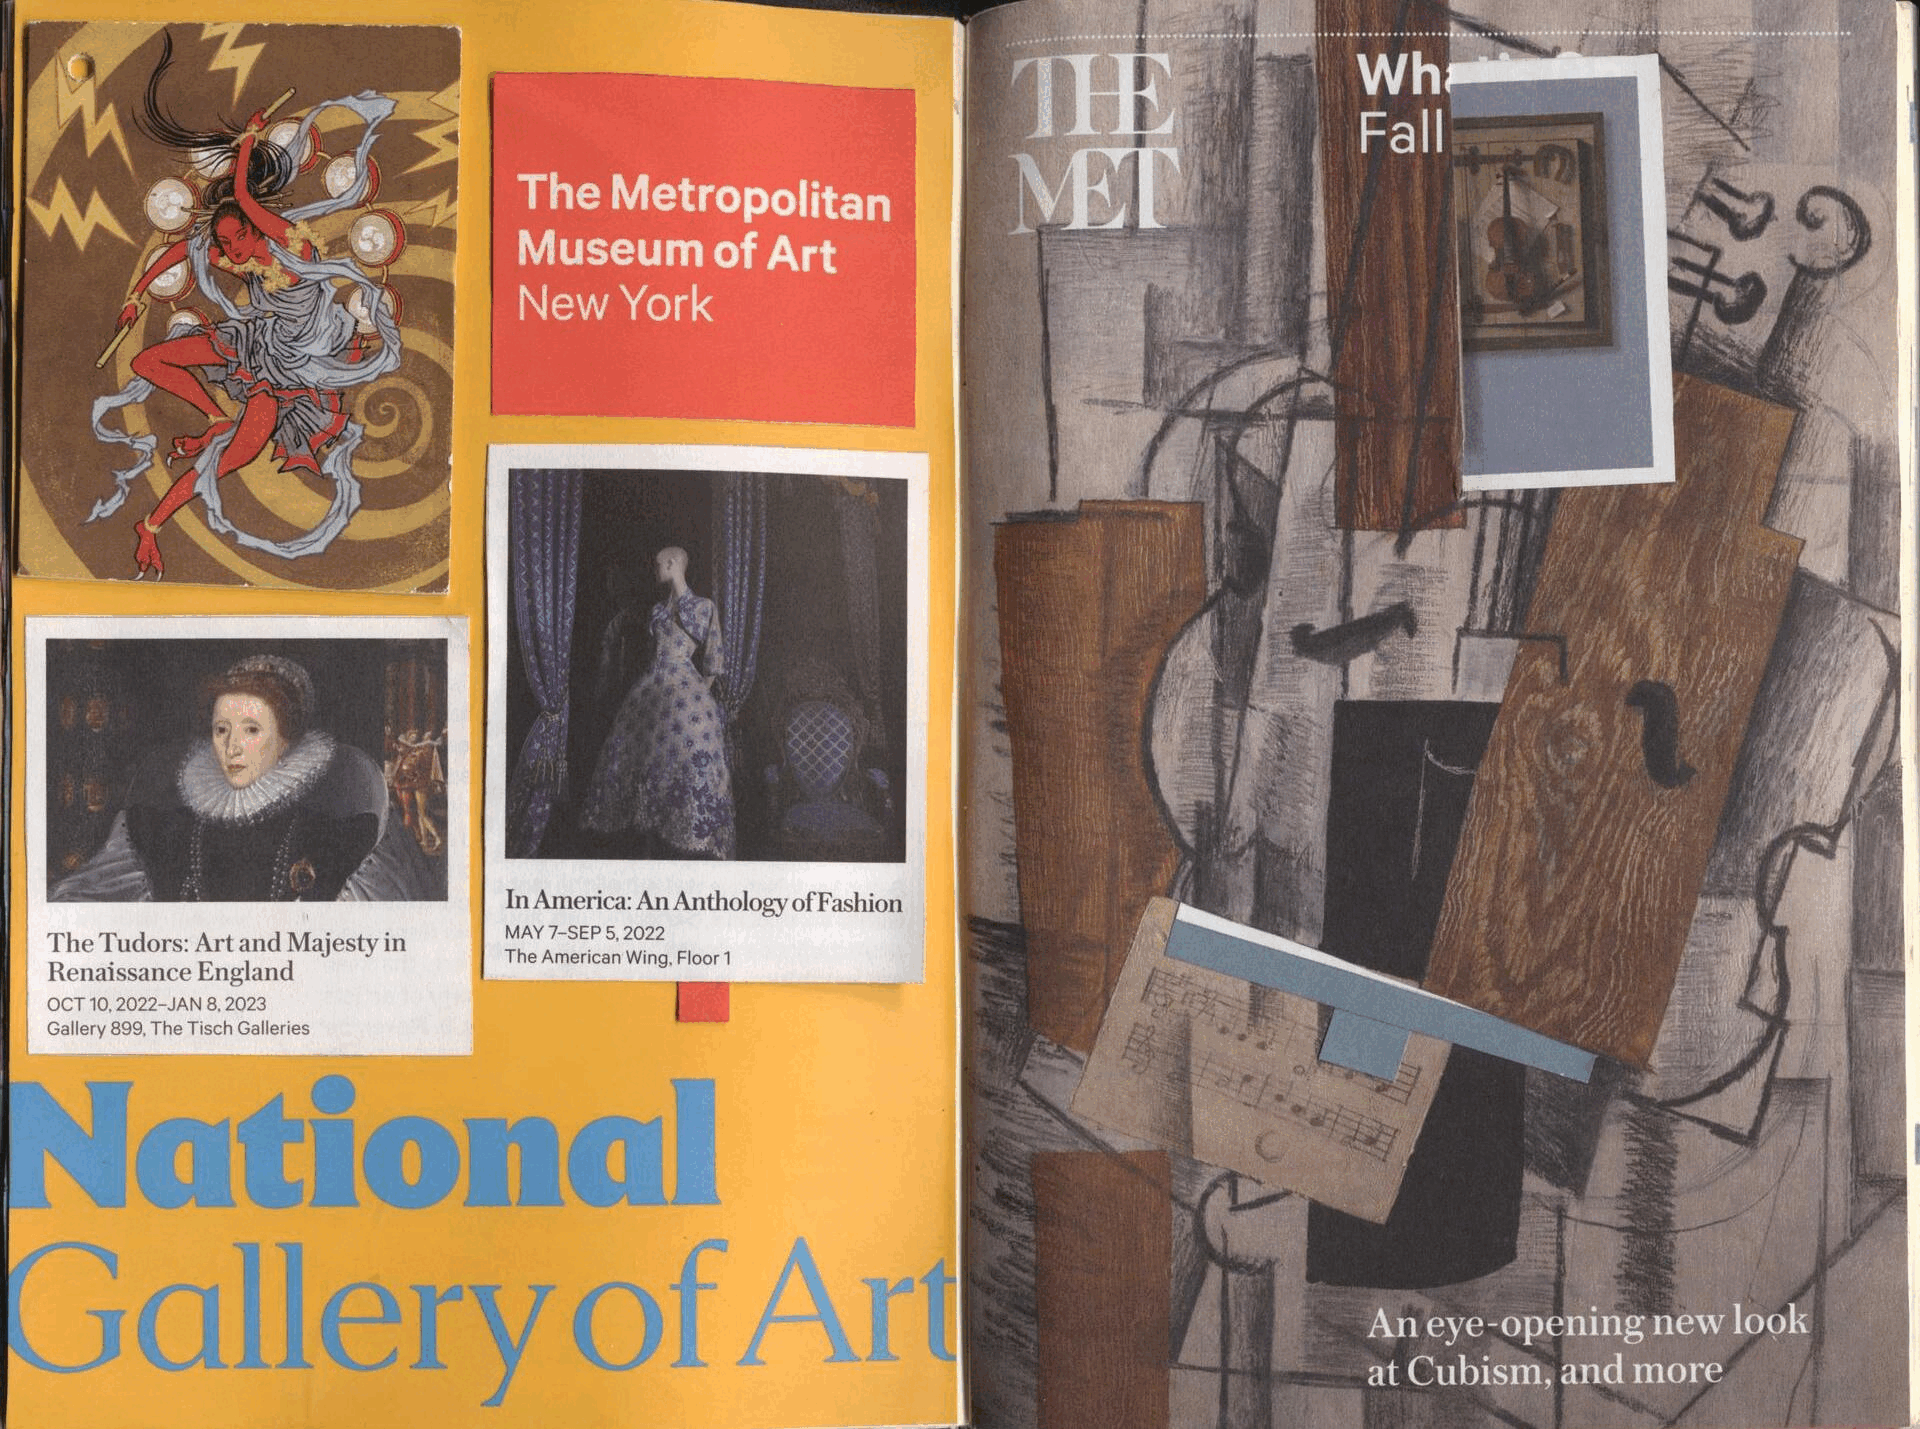 The Metropolitan
Museum of Art
New York
In America: An Anthology of Fashion
MAY 7–SEP 5, 2022
The American Wing, Floor 1
The Tudors: Art and Majesty in
Renaissance England
OCT 10, 2022–JAN 8, 2023
Gallery 899, The Tisch Galleries
National
Gallery of Art
THE
MET
Fall
An eye-opening new look
at Cubism, and more